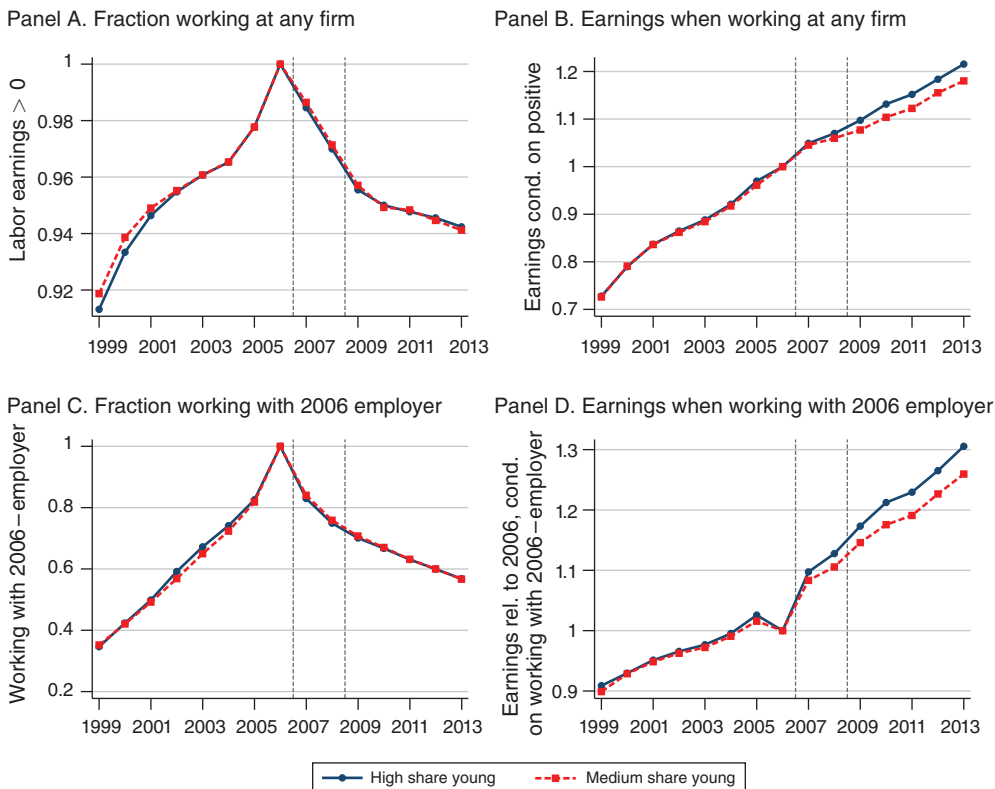 Panel A. Fraction working at any firm
Labor earnings > 0
1
0.98
0.96
0.94
0.92
1999 2001 2003 2005 2007 2009 2011 2013
Panel B. Earnings when working at any firm
Earnings cond. on positive
1.2
1.1
1
0.9
0.8
0.7
1999 2001 2003 2005 2007 2009 2011 2013
Panel C. Fraction working with 2006 employer
Working with 2006–employer
1
0.8
0.6
0.4
0.2
1999 2001 2003 2005 2007 2009 2011 2013
Panel D. Earnings when working with 2006 employer
Earnings rel. to 2006, cond.
on working with 2006–employer
1.3
1.2
1.1
1
0.9
1999 2001 2003 2005 2007 2009 2011 2013
High share young
Medium share young